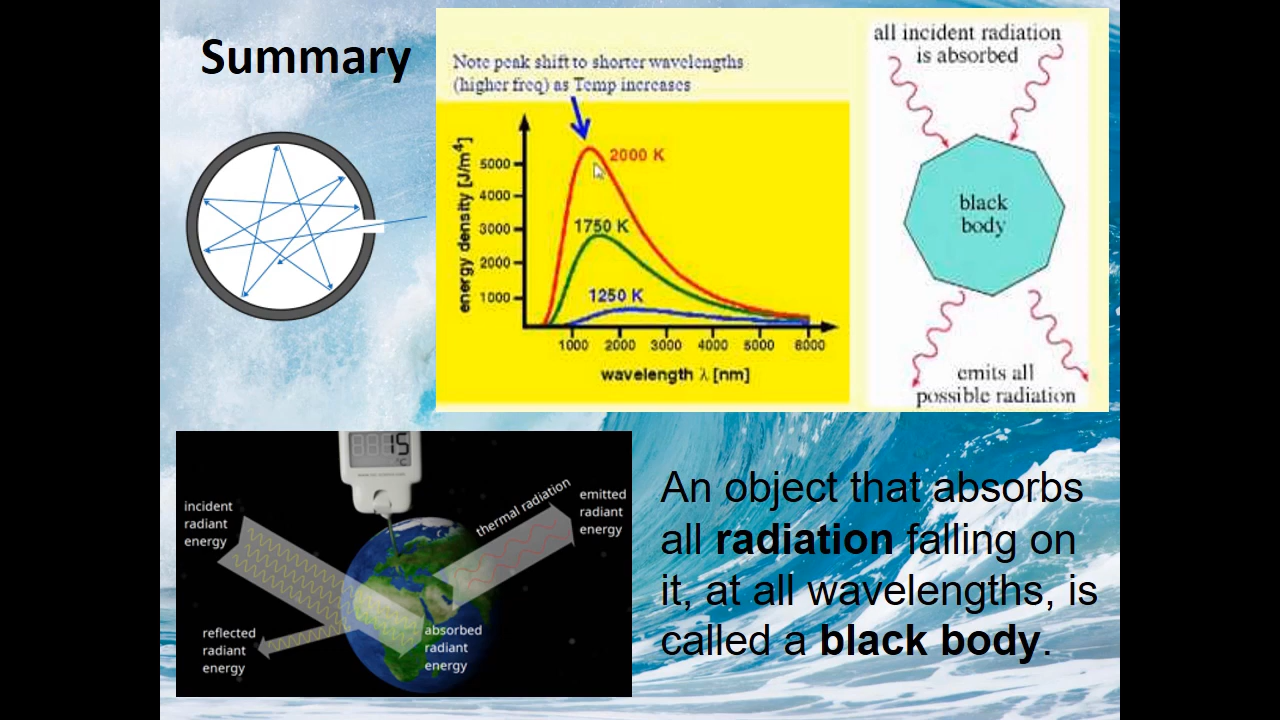 Summary
Note peak shift to shorter wavelengths
(higher freq) as Temp increases
energy density [J/m⁴]
5000
4000
3000
2000
1000
2000 K
1750 K
1250 K
1000 2000 3000 4000 5000 6000
wavelength λ [nm]
all incident radiation
is absorbed
black
body
emits all
possible radiation
15
°C
incident
radiant
energy
thermal radiation
emitted
radiant
energy
reflected
radiant
energy
absorbed
radiant
energy
An object that absorbs
all radiation falling on
it, at all wavelengths, is
called a black body.